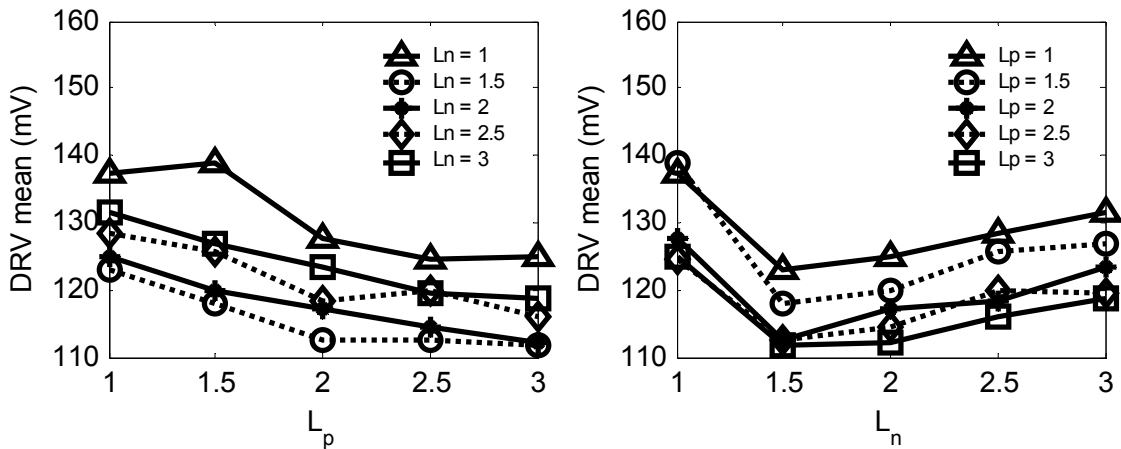 160
150
140
130
120
110
DRV mean (mV)
Ln = 1
Ln = 1.5
Ln = 2
Ln = 2.5
Ln = 3
1
1.5
2
2.5
3
Lp
160
150
140
130
120
110
DRV mean (mV)
Lp = 1
Lp = 1.5
Lp = 2
Lp = 2.5
Lp = 3
1
1.5
2
2.5
3
Ln